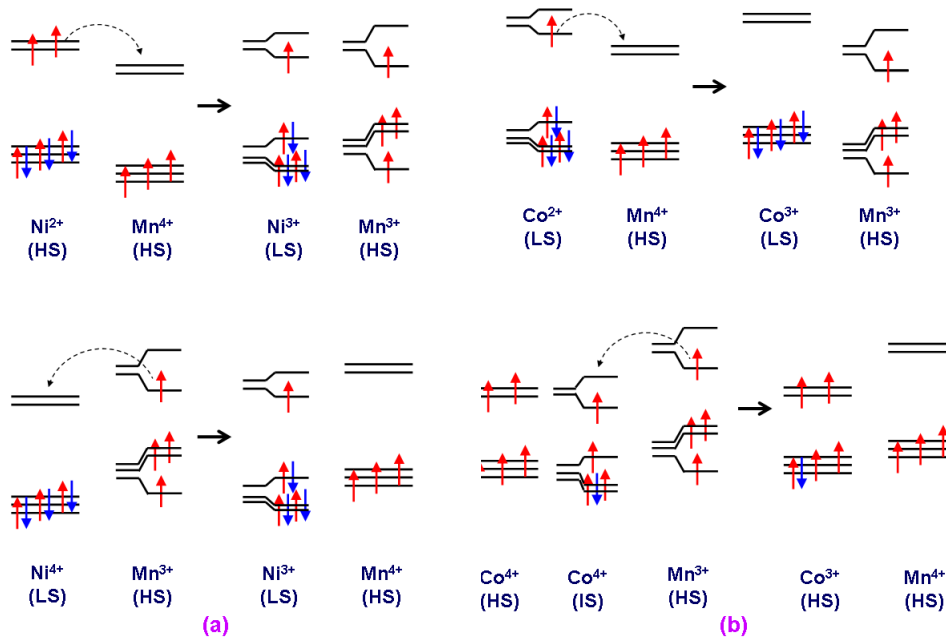 Ni2+ Mn4+ Ni3+ Mn3+
(HS) (HS) (LS) (HS)
Co2+ Mn4+ Co3+ Mn3+
(LS) (HS) (LS) (HS)
Ni4+ Mn3+ Ni3+ Mn4+
(LS) (HS) (LS) (HS)
Co4+ Co4+ Mn3+ Co3+ Mn4+
(HS) (IS) (HS) (HS) (HS)
(a) (b)